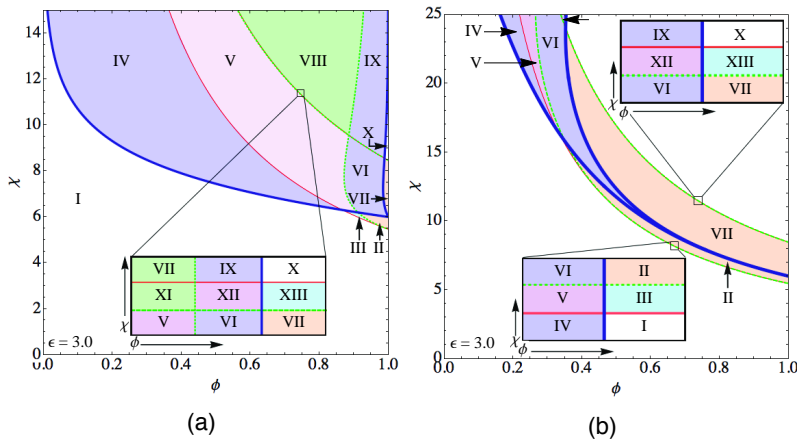 14
12
10
8
6
4
2
0
χ
IV
V
VIII
IX
X
VI
VII
I
III
II
VII IX X
XI XII XIII
V VI VII
χ
ϕ
ϵ = 3.0
0.0 0.2 0.4 0.6 0.8 1.0
ϕ
(a)
25
20
15
10
5
0
χ
IV
V
VI
VII
II
IX X
XII XIII
VI VII
χ
ϕ
VI II
V III
IV I
χ
ϕ
ϵ = 3.0
0.0 0.2 0.4 0.6 0.8 1.0
ϕ
(b)